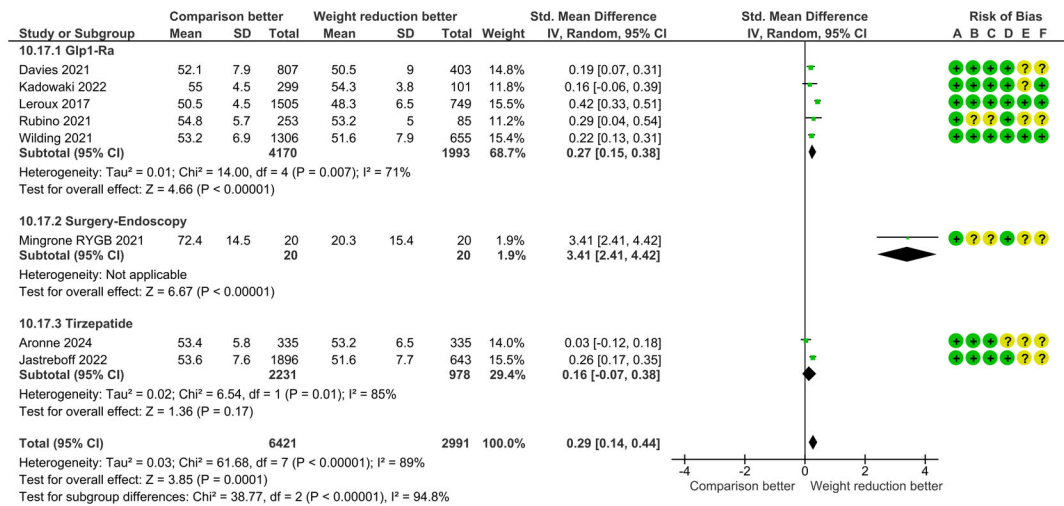 Comparison better Weight reduction better Std. Mean Difference Std. Mean Difference Risk of Bias
Study or Subgroup Mean SD Total Mean SD Total Weight IV, Random, 95% CI IV, Random, 95% CI A B C D E F
10.17.1 Glp1-Ra
Davies 2021 52.1 7.9 807 50.5 9 403 14.8% 0.19 [0.07, 0.31] + + + + ? ?
Kadowaki 2022 55 4.5 299 54.3 3.8 101 11.8% 0.16 [-0.06, 0.39] + + + + ? +
Leroux 2017 50.5 4.5 1505 48.3 6.5 749 15.5% 0.42 [0.33, 0.51] + + + + + +
Rubino 2021 54.8 5.7 253 53.2 5 85 11.2% 0.29 [0.04, 0.54] + ? ? + ? ?
Wilding 2021 53.2 6.9 1306 51.6 7.9 655 15.4% 0.22 [0.13, 0.31] + + + + + +
Subtotal (95% CI) 4170 1993 68.7% 0.27 [0.15, 0.38]
Heterogeneity: Tau² = 0.01; Chi² = 14.00, df = 4 (P = 0.007); I² = 71%
Test for overall effect: Z = 4.66 (P < 0.00001)
10.17.2 Surgery-Endoscopy
Mingrone RYGB 2021 72.4 14.5 20 20.3 15.4 20 1.9% 3.41 [2.41, 4.42] + ? ? + ? ?
Subtotal (95% CI) 20 20 1.9% 3.41 [2.41, 4.42]
Heterogeneity: Not applicable
Test for overall effect: Z = 6.67 (P < 0.00001)
10.17.3 Tirzepatide
Aronne 2024 53.4 5.8 335 53.2 6.5 335 14.0% 0.03 [-0.12, 0.18] + + + ? ? ?
Jastreboff 2022 53.6 7.6 1896 51.6 7.7 643 15.5% 0.26 [0.17, 0.35] + + + + ? ?
Subtotal (95% CI) 2231 978 29.4% 0.16 [-0.07, 0.38]
Heterogeneity: Tau² = 0.02; Chi² = 6.54, df = 1 (P = 0.01); I² = 85%
Test for overall effect: Z = 1.36 (P = 0.17)
Total (95% CI) 6421 2991 100.0% 0.29 [0.14, 0.44]
Heterogeneity: Tau² = 0.03; Chi² = 61.68, df = 7 (P < 0.00001); I² = 89%
Test for overall effect: Z = 3.85 (P = 0.0001)
Test for subgroup differences: Chi² = 38.77, df = 2 (P < 0.00001), I² = 94.8%
-4 -2 0 2 4
Comparison better Weight reduction better